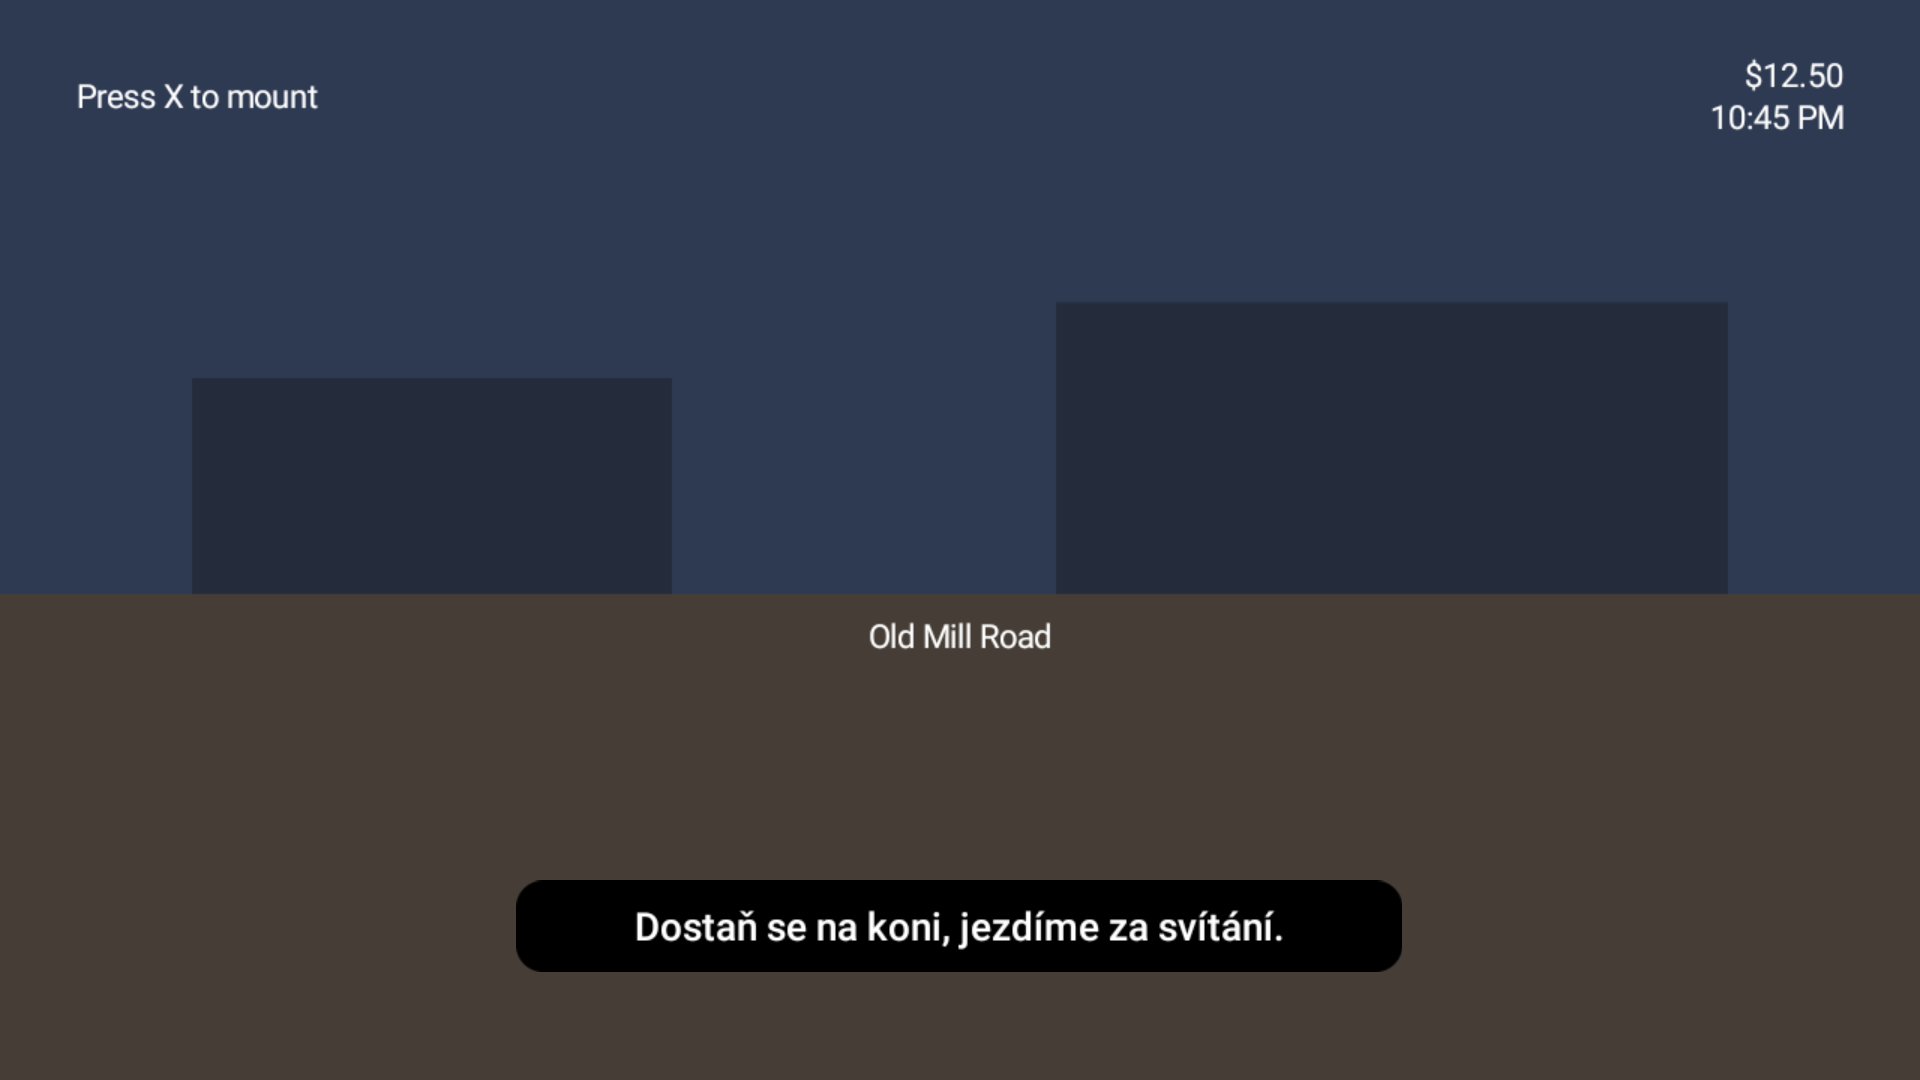 Press X to mount
$12.50
10:45 PM
Old Mill Road
Dostaň se na koni, jezdíme za svítání.